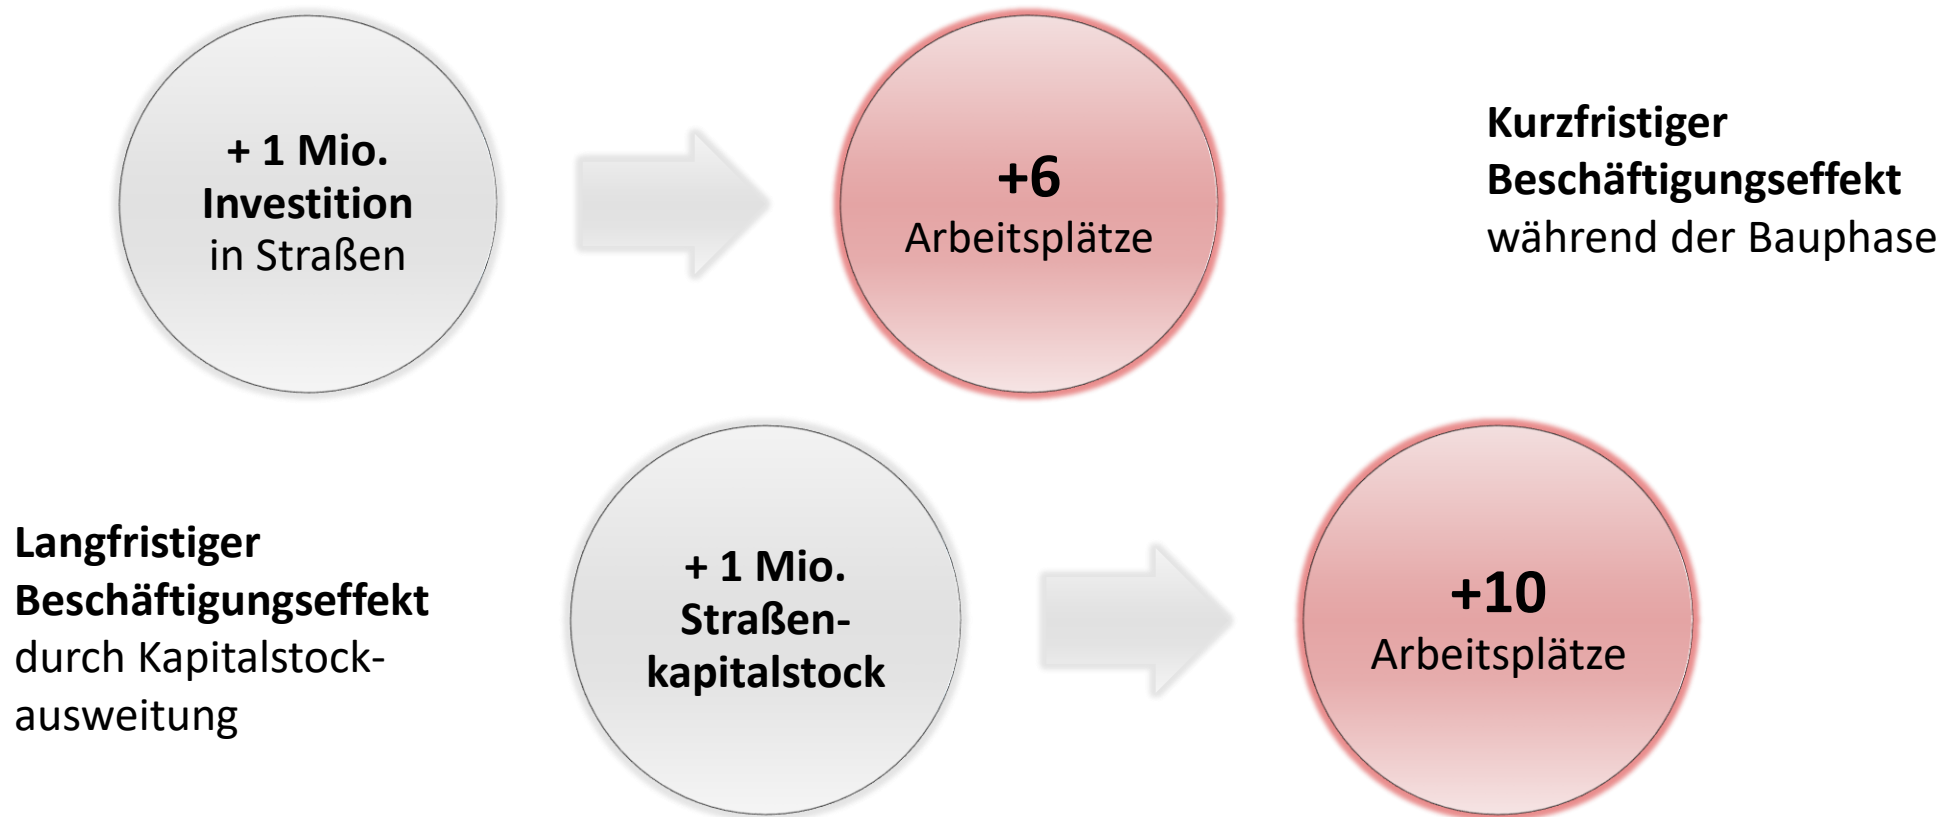 + 1 Mio.
Investition
in Straßen
+6
Arbeitsplätze
Kurzfristiger
Beschäftigungseffekt
während der Bauphase
Langfristiger
Beschäftigungseffekt
durch Kapitalstock-
ausweitung
+ 1 Mio.
Straßen-
kapitalstock
+10
Arbeitsplätze